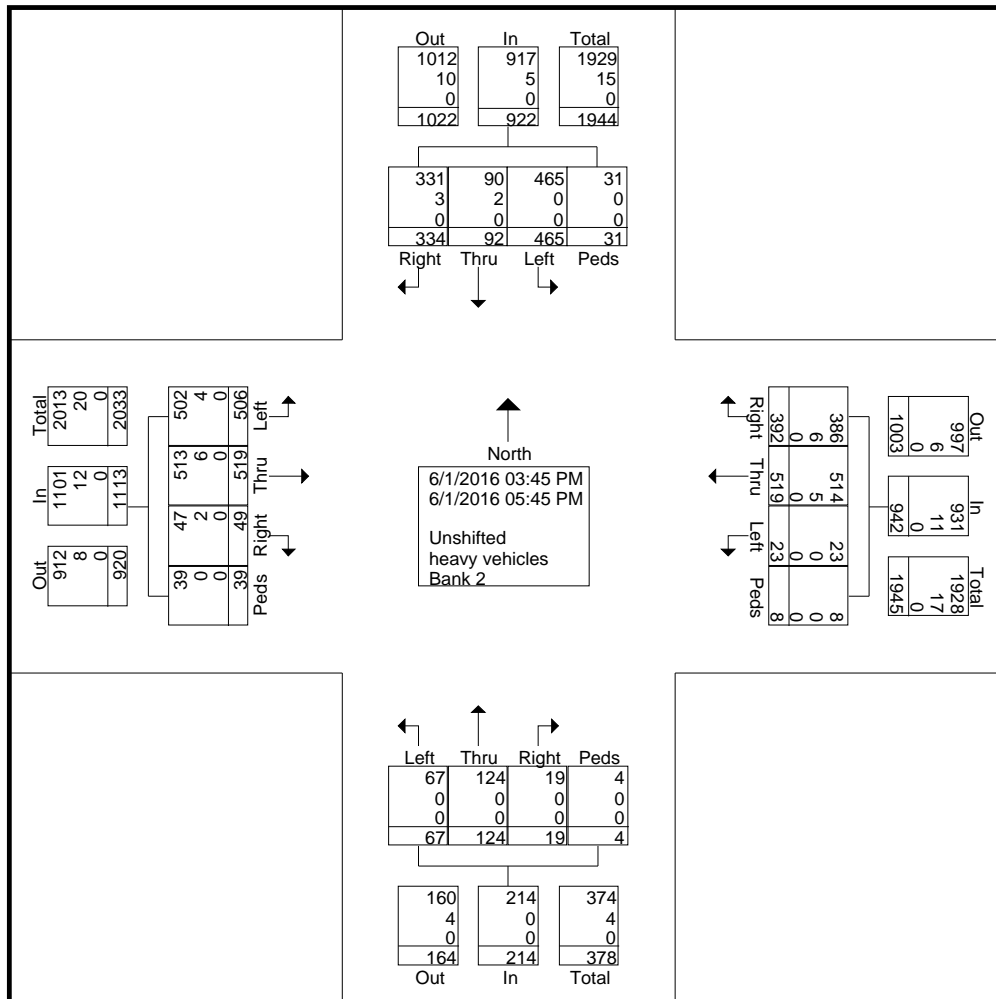 Out In Total
1012 917 1929
10 5 15
0 0 0
1022 922 1944
331 90 465 31
3 2 0 0
0 0 0 0
334 92 465 31
Right Thru Left Peds
Total
2013
20
0
2033
In
1101
12
0
1113
Out
912
8
0
920
502
4
0
506
Left
513
6
0
519
Thru
47
2
0
49
Right
39
0
0
39
Peds
North
6/1/2016 03:45 PM
6/1/2016 05:45 PM
Unshifted
heavy vehicles
Bank 2
Right
386
6
0
392
Thru
514
5
0
519
Left
23
0
0
23
Peds
8
0
0
8
Out
997
6
0
1003
In
931
11
0
942
Total
1928
17
0
1945
Left Thru Right Peds
67 124 19 4
0 0 0 0
0 0 0 0
67 124 19 4
160 214 374
4 0 4
0 0 0
164 214 378
Out In Total